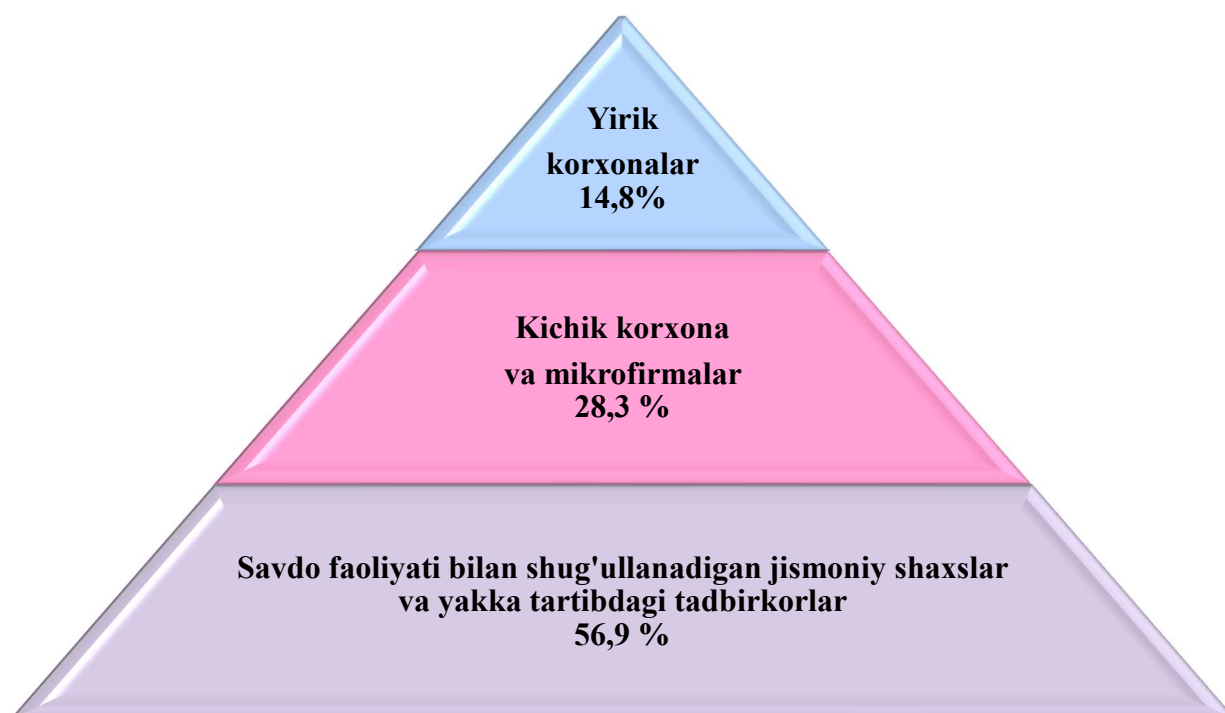 Yirik
korxonalar
14,8%
Kichik korxona
va mikrofirmalar
28,3 %
Savdo faoliyati bilan shug'ullanadigan jismoniy shaxslar
va yakka tartibdagi tadbirkorlar
56,9 %